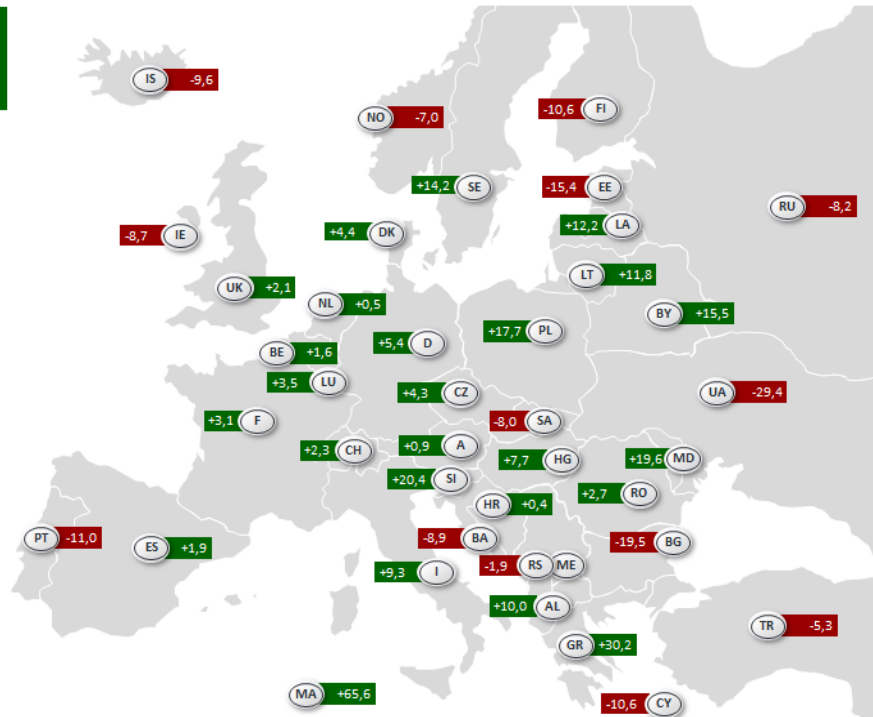 IS -9,6
NO -7,0
-10,6 FI
+14,2 SE
-15,4 EE
RU -8,2
-8,7 IE
+4,4 DK
+12,2 LA
LT +11,8
UK +2,1
NL +0,5
BY +15,5
+17,7 PL
+5,4 D
BE +1,6
+3,5 LU
+4,3 CZ
UA -29,4
+3,1 F
-8,0 SA
+2,3 CH
+0,9 A
+7,7 HG
+19,6 MD
+20,4 SI
+2,7 RO
HR +0,4
PT -11,0
ES +1,9
-8,9 BA
-19,5 BG
-1,9 RS ME
+9,3 I
+10,0 AL
TR -5,3
GR +30,2
MA +65,6
-10,6 CY